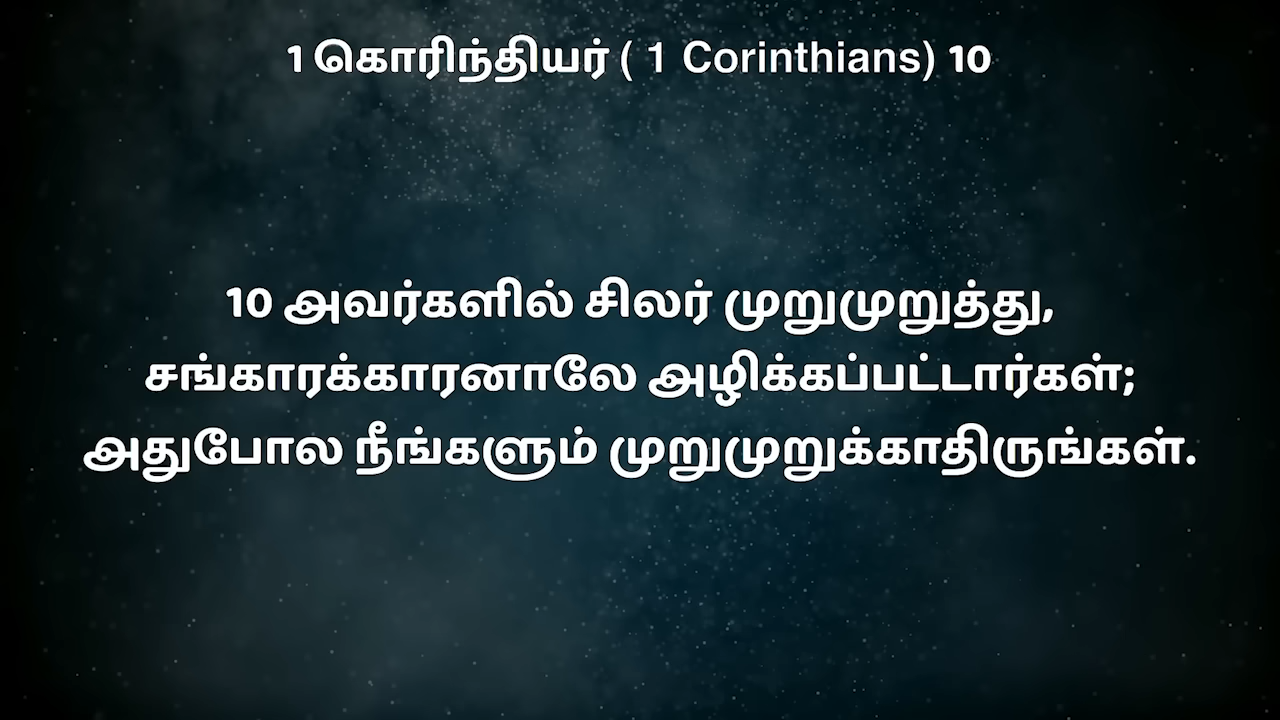 1 கொரிந்தியர் ( 1 Corinthians) 10
10 அவர்களில் சிலர் முறுமுறுத்து,
சங்காரக்காரனாலே அழிக்கப்பட்டார்கள்;
அதுபோல நீங்களும் முறுமுறுக்காதிருங்கள்.